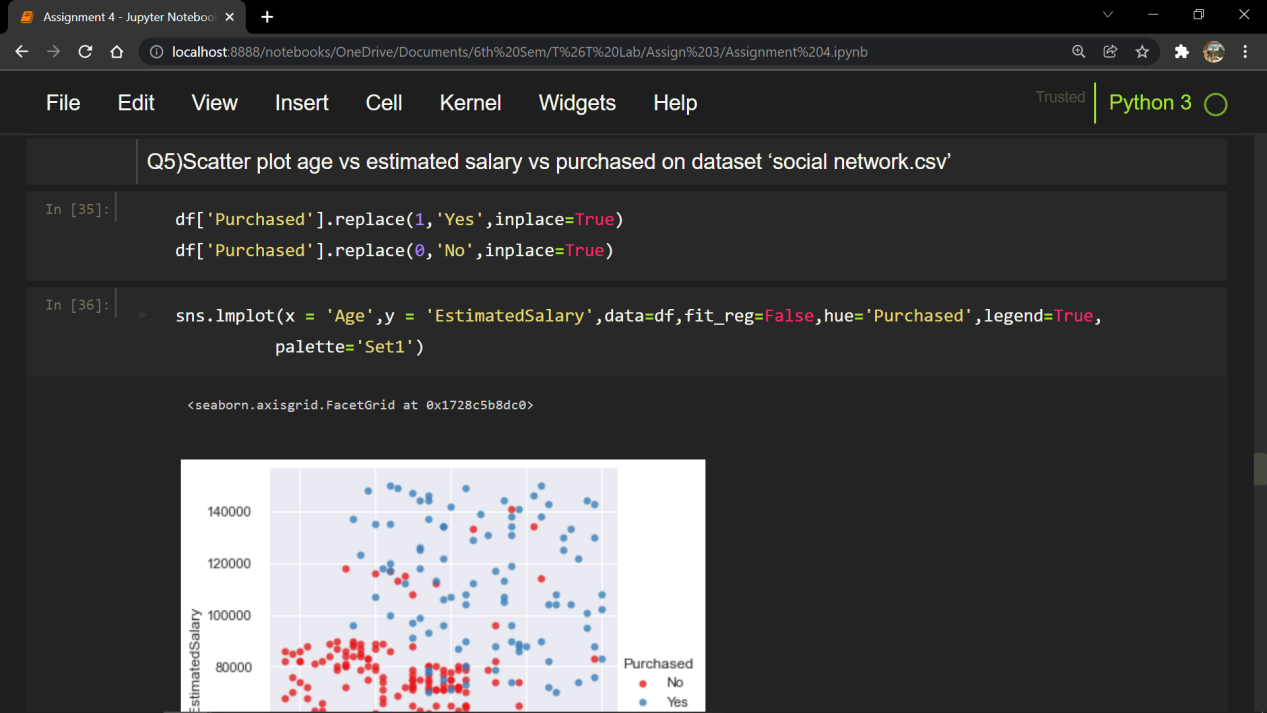 Assignment 4 - Jupyter Noteboo
localhost:8888/notebooks/OneDrive/Documents/6th%20Sem/T%26T%20Lab/Assign%203/Assignment%204.ipynb
File Edit View Insert Cell Kernel Widgets Help Trusted Python 3
Q5)Scatter plot age vs estimated salary vs purchased on dataset ‘social network.csv’
In [35]: df['Purchased'].replace(1,'Yes',inplace=True)
df['Purchased'].replace(0,'No',inplace=True)
In [36]: sns.lmplot(x = 'Age',y = 'EstimatedSalary',data=df,fit_reg=False,hue='Purchased',legend=True,
palette='Set1')
<seaborn.axisgrid.FacetGrid at 0x1728c5b8dc0>
140000
120000
100000
80000
EstimatedSalary
Purchased
No
Yes